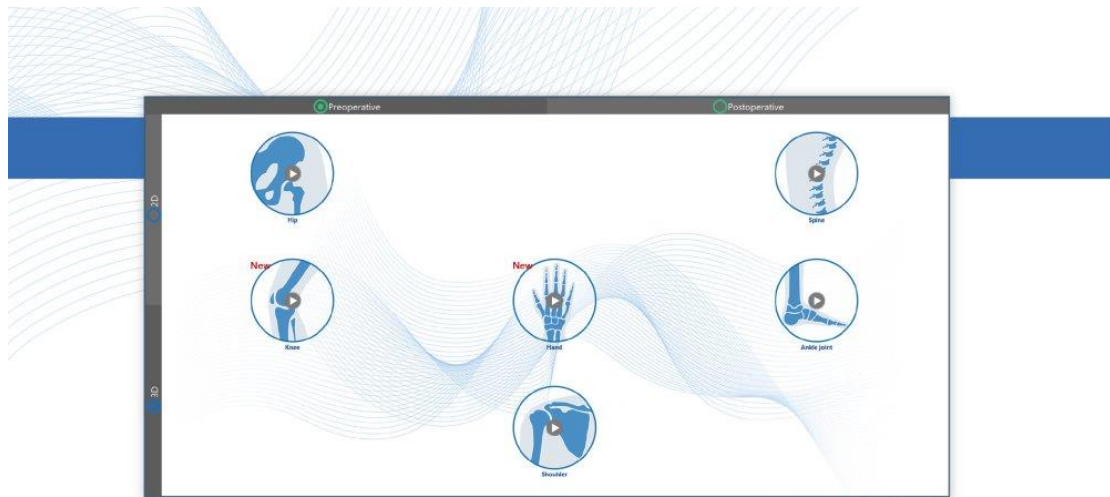 Preoperative
Postoperative
2D
Hip
Spine
New
New
Knee
Hand
Ankle joint
3D
Shoulder